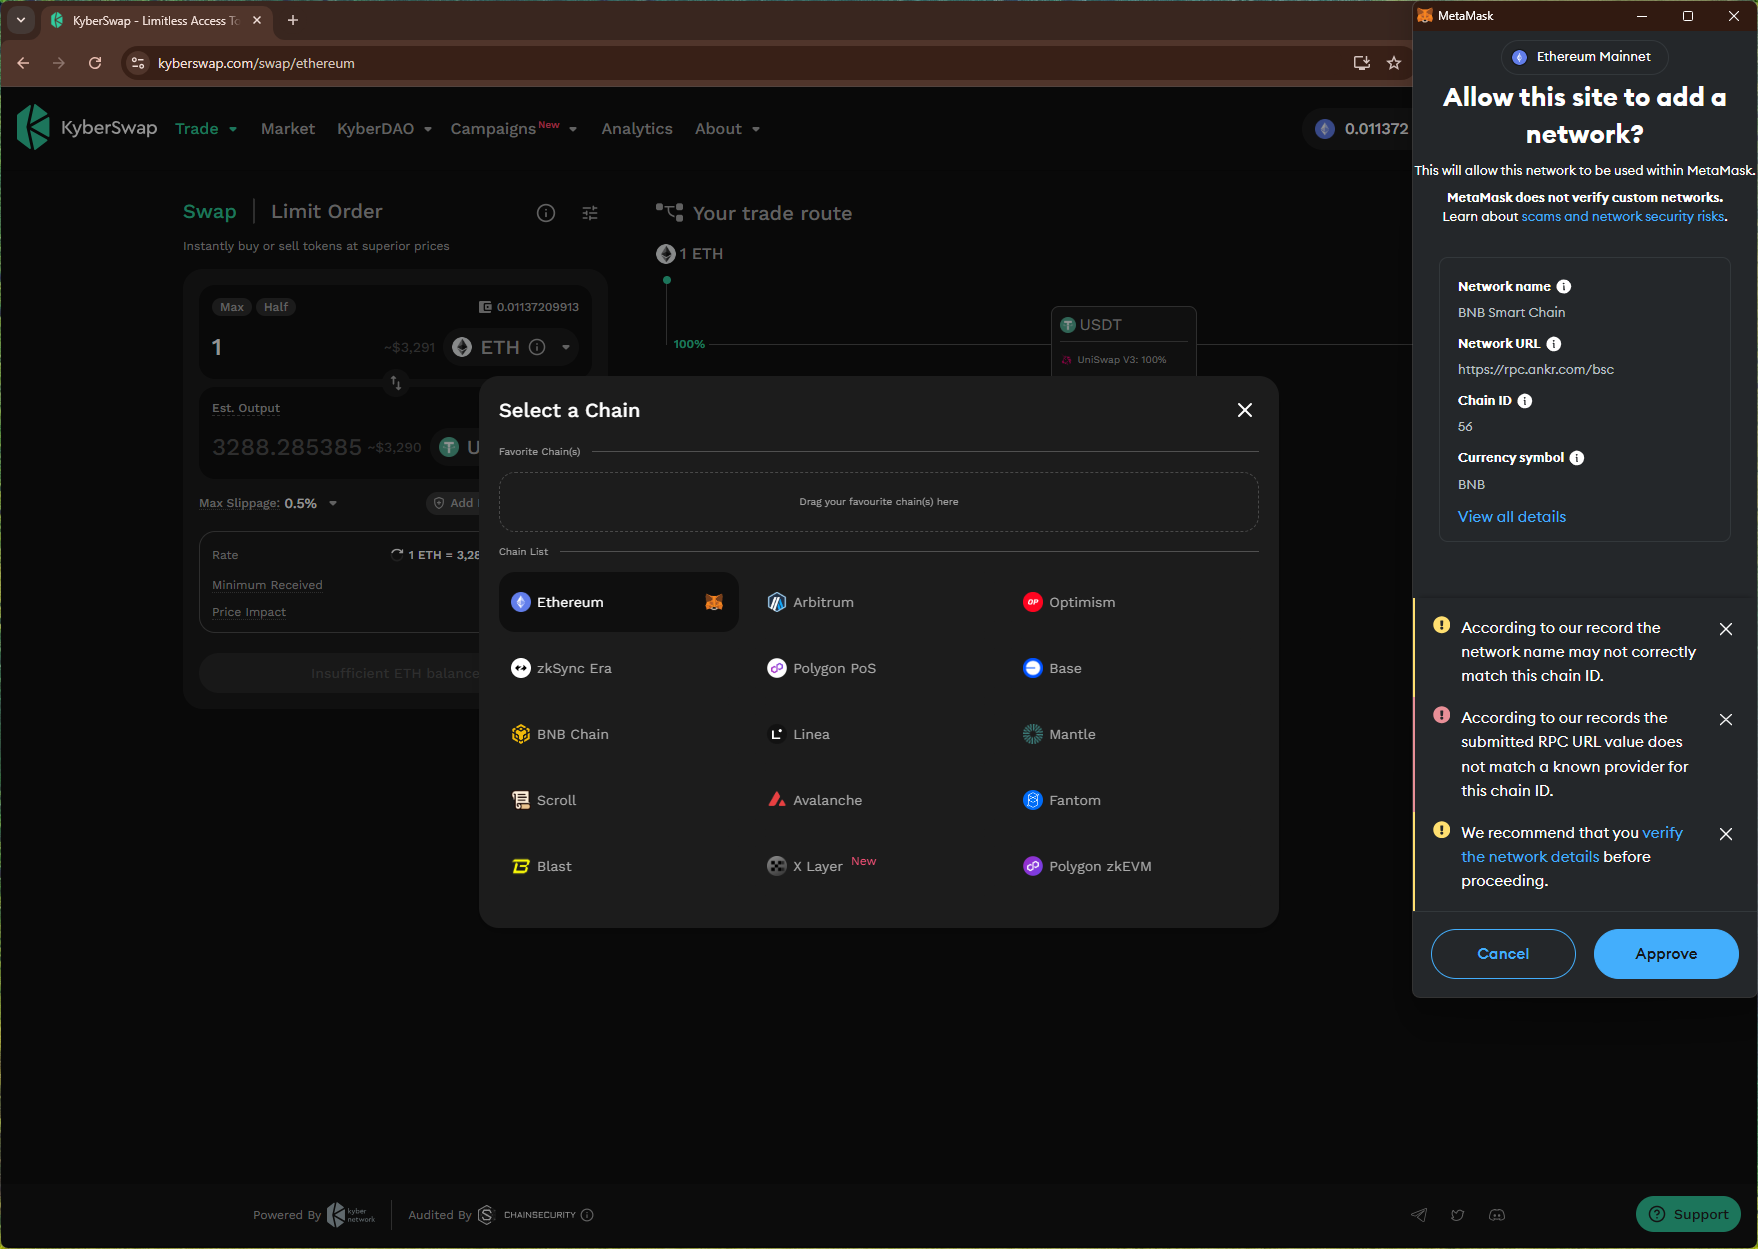 KyberSwap - Limitless Access To
MetaMask
kyberswap.com/swap/ethereum
Ethereum Mainnet
Allow this site to add a
network?
This will allow this network to be used within MetaMask.
MetaMask does not verify custom networks.
Learn about scams and network security risks.
Network name
BNB Smart Chain
Network URL
https://rpc.ankr.com/bsc
Chain ID
56
Currency symbol
BNB
View all details
According to our record the
network name may not correctly
match this chain ID.
According to our records the
submitted RPC URL value does
not match a known provider for
this chain ID.
We recommend that you verify
the network details before
proceeding.
Cancel
Approve
KyberSwap
Trade
Market
KyberDAO
Campaigns New
Analytics
About
0.011372
Swap
Limit Order
Instantly buy or sell tokens at superior prices
Max
Half
0.01137209913
1
~$3,291
ETH
Est. Output
3288.285385
~$3,290
U
Max Slippage: 0.5%
Add
Rate
1 ETH = 3,28
Minimum Received
Price Impact
Insufficient ETH balance
Your trade route
1 ETH
100%
USDT
UniSwap V3: 100%
Select a Chain
Favorite Chain(s)
Drag your favourite chain(s) here
Chain List
Ethereum
Arbitrum
OP
Optimism
zkSync Era
Polygon PoS
Base
BNB Chain
Linea
Mantle
Scroll
Avalanche
Fantom
Blast
X Layer New
Polygon zkEVM
Powered By
kyber
network
Audited By
CHAINSECURITY
Support